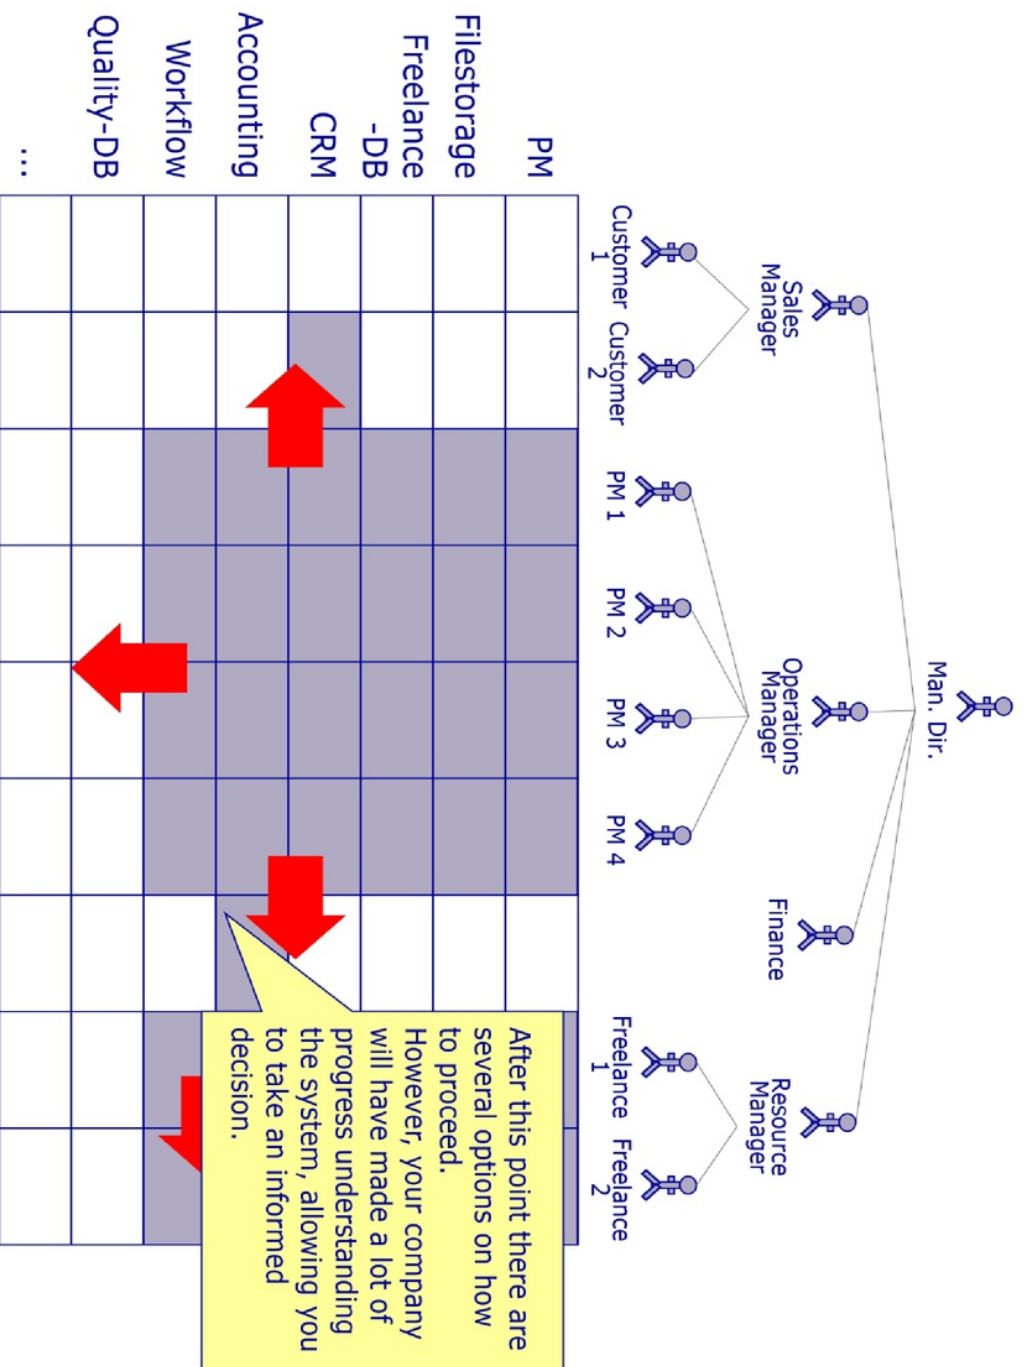 Man. Dir.
Sales
Manager
Operations
Manager
Finance
Resource
Manager
Customer
1
Customer
2
PM 1
PM 2
PM 3
PM 4
Freelance
1
Freelance
2
PM
Filestorage
Freelance
-DB
CRM
Accounting
Workflow
Quality-DB
...
After this point there are
several options on how
to proceed.
However, your company
will have made a lot of
progress understanding
the system, allowing you
to take an informed
decision.